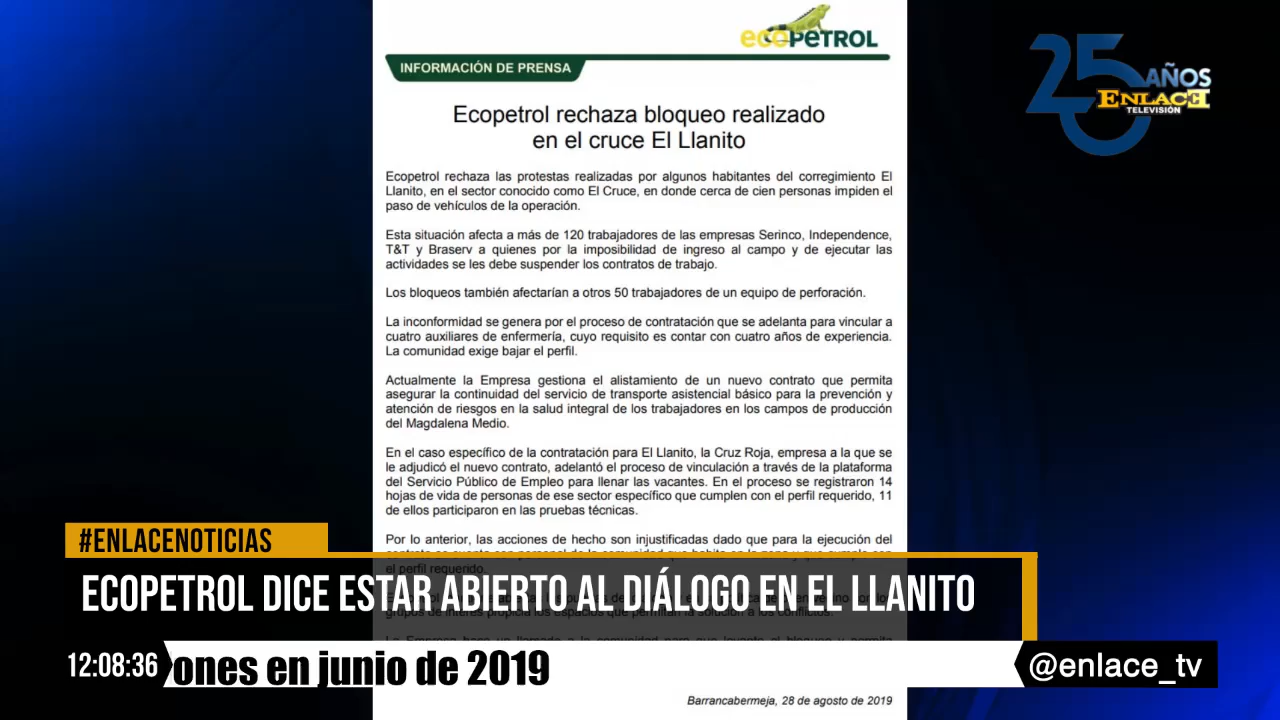 ecopetrol
INFORMACIÓN DE PRENSA
25 AÑOS
ENLACE
TELEVISIÓN
Ecopetrol rechaza bloqueo realizado
en el cruce El Llanito
Ecopetrol rechaza las protestas realizadas por algunos habitantes del corregimiento El
Llanito, en el sector conocido como El Cruce, en donde cerca de cien personas impiden el
paso de vehículos de la operación.
Esta situación afecta a más de 120 trabajadores de las empresas Serinco, Independence,
T&T y Braserv a quienes por la imposibilidad de ingreso al campo y de ejecutar las
actividades se les debe suspender los contratos de trabajo.
Los bloqueos también afectarían a otros 50 trabajadores de un equipo de perforación.
La inconformidad se genera por el proceso de contratación que se adelanta para vincular a
cuatro auxiliares de enfermería, cuyo requisito es contar con cuatro años de experiencia.
La comunidad exige bajar el perfil.
Actualmente la Empresa gestiona el alistamiento de un nuevo contrato que permita
asegurar la continuidad del servicio de transporte asistencial básico para la prevención y
atención de riesgos en la salud integral de los trabajadores en los campos de producción
del Magdalena Medio.
En el caso específico de la contratación para El Llanito, la Cruz Roja, empresa a la que se
le adjudicó el nuevo contrato, adelantó el proceso de vinculación a través de la plataforma
del Servicio Público de Empleo para llenar las vacantes. En el proceso se registraron 14
hojas de vida de personas de ese sector específico que cumplen con el perfil requerido, 11
de ellos participaron en las pruebas técnicas.
Por lo anterior, las acciones de hecho son injustificadas dado que para la ejecución del
el perfil requerido.
#ENLACENOTICIAS
ECOPETROL DICE ESTAR ABIERTO AL DIÁLOGO EN EL LLANITO
grupos de interés propicia los espacios que permitan la solución a los conflictos.
12:08:36
ones en junio de 2019
@enlace_tv
Barrancabermeja, 28 de agosto de 2019